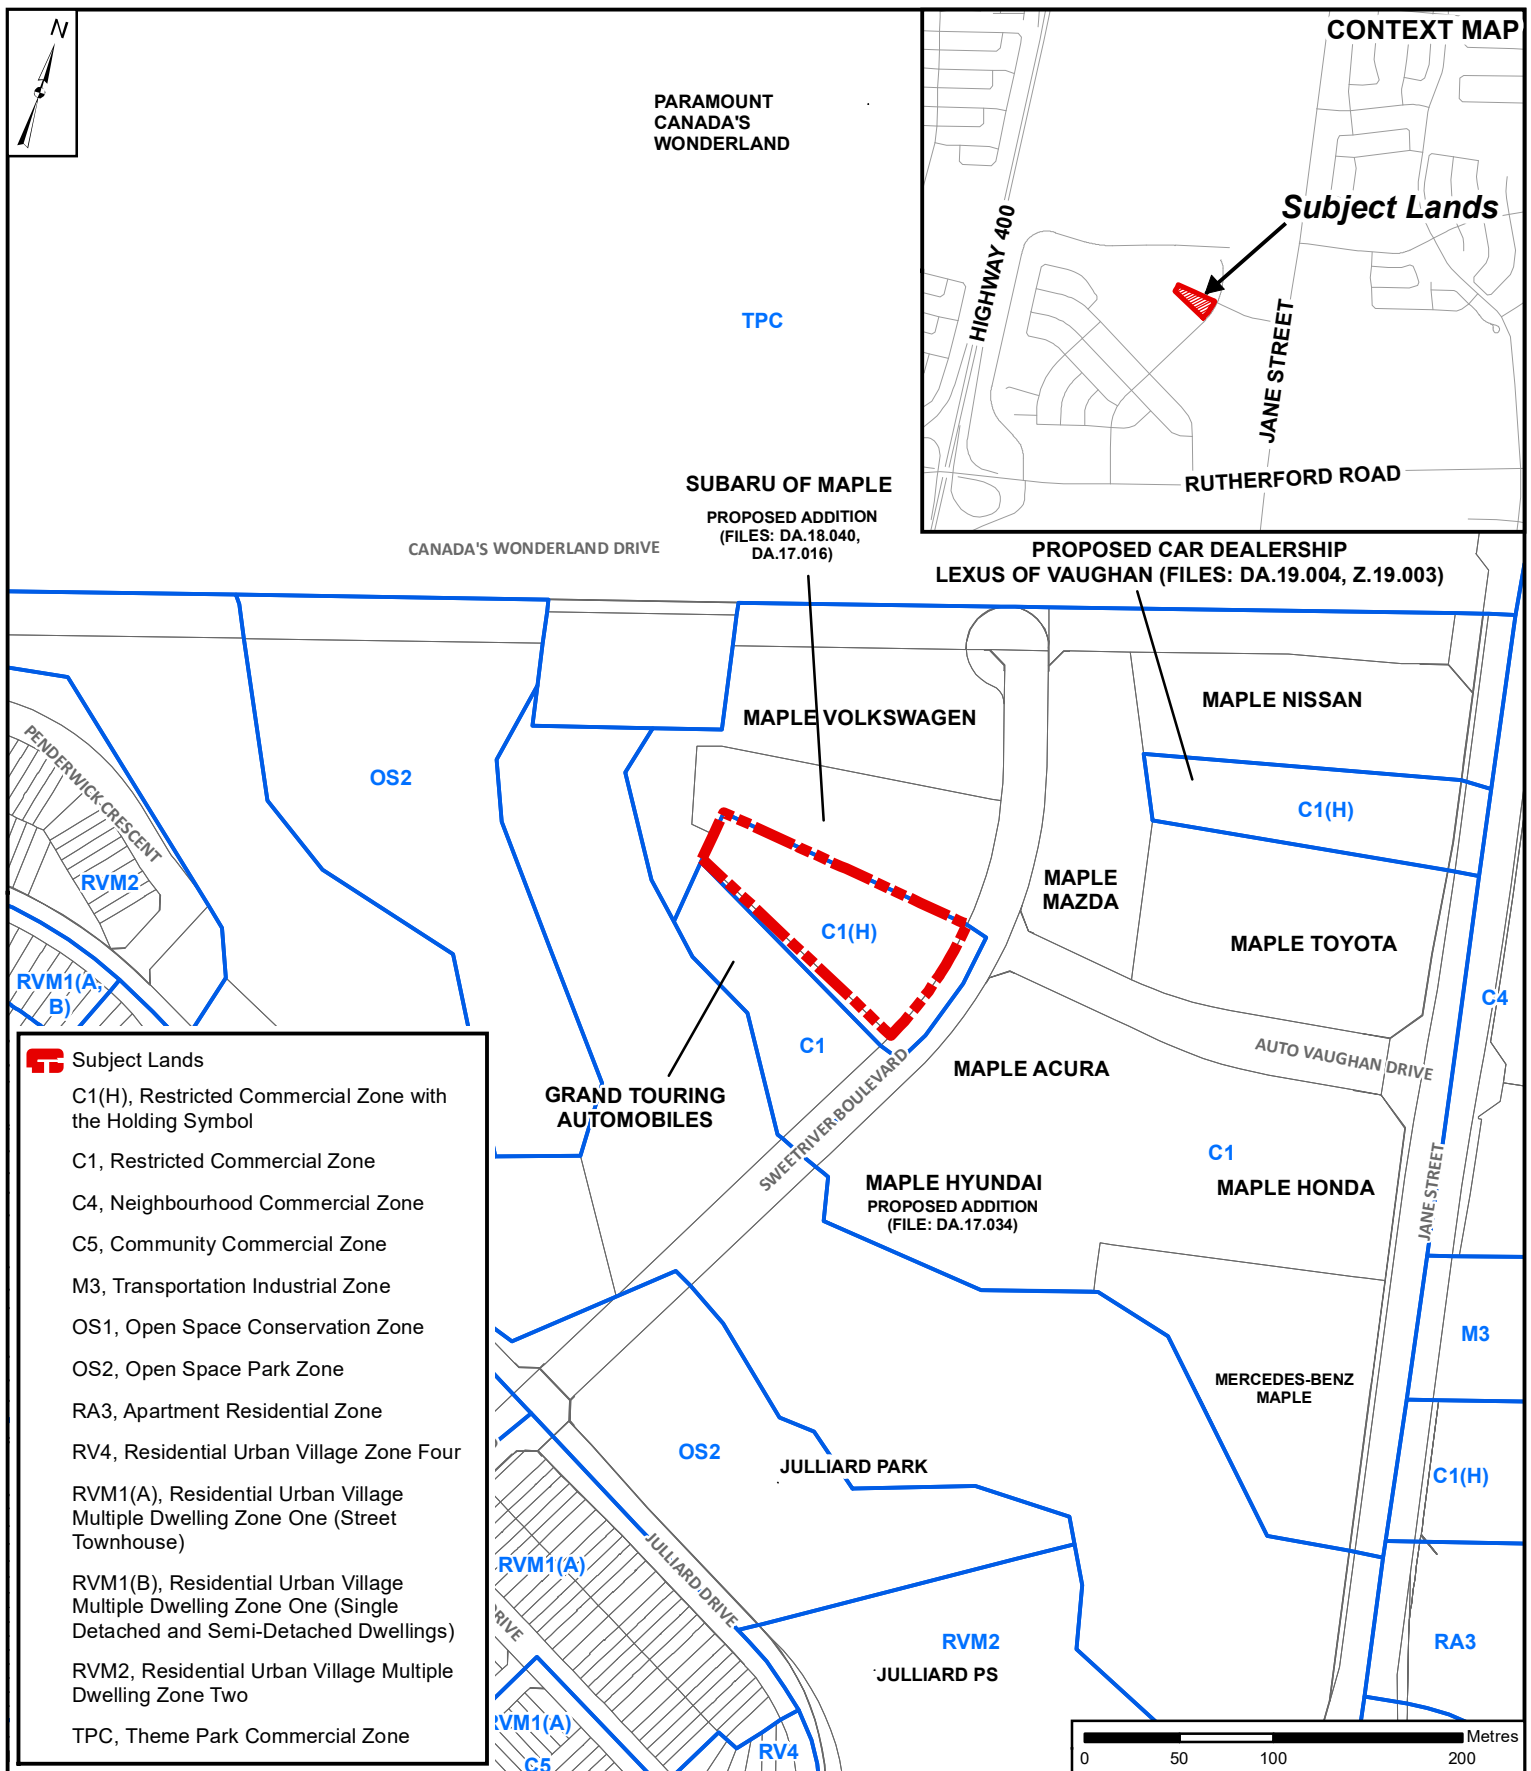 N
PARAMOUNT
CANADA'S
WONDERLAND
CONTEXT MAP
Subject Lands
HIGHWAY 400
JANE STREET
RUTHERFORD ROAD
TPC
SUBARU OF MAPLE
PROPOSED ADDITION
(FILES: DA.18.040,
DA.17.016)
CANADA'S WONDERLAND DRIVE
PROPOSED CAR DEALERSHIP
LEXUS OF VAUGHAN (FILES: DA.19.004, Z.19.003)
MAPLE VOLKSWAGEN
MAPLE NISSAN
PENDERWICK CRESCENT
OS2
C1(H)
RVM2
MAPLE
MAZDA
C1(H)
MAPLE TOYOTA
RVM1(A,
B)
C4
C1
AUTO VAUGHAN DRIVE
MAPLE ACURA
GRAND TOURING
AUTOMOBILES
SWEETRIVER BOULEVARD
C1
MAPLE HYUNDAI
PROPOSED ADDITION
(FILE: DA.17.034)
MAPLE HONDA
JANE STREET
M3
MERCEDES-BENZ
MAPLE
OS2
JULLIARD PARK
C1(H)
RVM1(A)
JULLIARD DRIVE
RIVE
RVM2
JULLIARD PS
RA3
VM1(A)
C5
RV4
Subject Lands
C1(H), Restricted Commercial Zone with
the Holding Symbol
C1, Restricted Commercial Zone
C4, Neighbourhood Commercial Zone
C5, Community Commercial Zone
M3, Transportation Industrial Zone
OS1, Open Space Conservation Zone
OS2, Open Space Park Zone
RA3, Apartment Residential Zone
RV4, Residential Urban Village Zone Four
RVM1(A), Residential Urban Village
Multiple Dwelling Zone One (Street
Townhouse)
RVM1(B), Residential Urban Village
Multiple Dwelling Zone One (Single
Detached and Semi-Detached Dwellings)
RVM2, Residential Urban Village Multiple
Dwelling Zone Two
TPC, Theme Park Commercial Zone
Metres
0 50 100 200